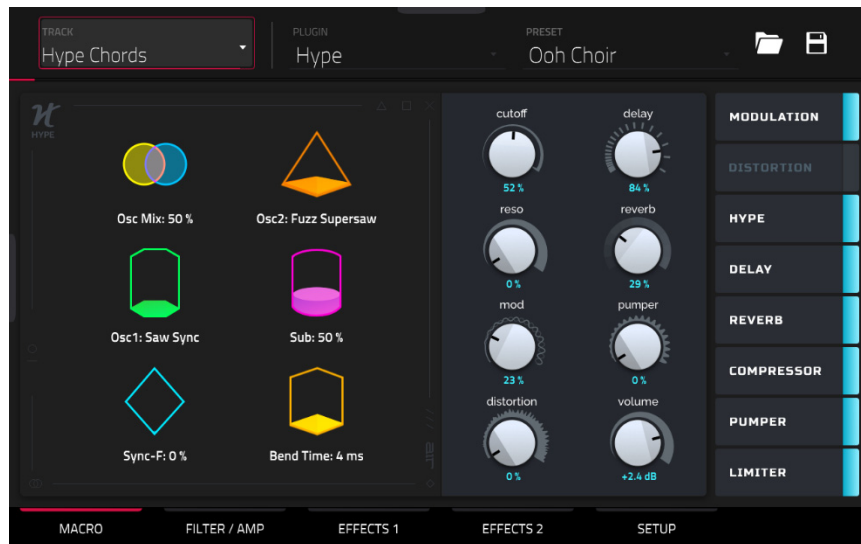 TRACK
Hype Chords
PLUGIN
Hype
PRESET
Ooh Choir
HYPE
Osc Mix: 50 %
Osc2: Fuzz Supersaw
Osc1: Saw Sync
Sub: 50 %
Sync-F: 0 %
Bend Time: 4 ms
AIR
cutoff
delay
52 %
84 %
reso
reverb
0 %
29 %
mod
pumper
23 %
0 %
distortion
volume
0 %
+2.4 dB
MODULATION
DISTORTION
HYPE
DELAY
REVERB
COMPRESSOR
PUMPER
LIMITER
MACRO
FILTER / AMP
EFFECTS 1
EFFECTS 2
SETUP